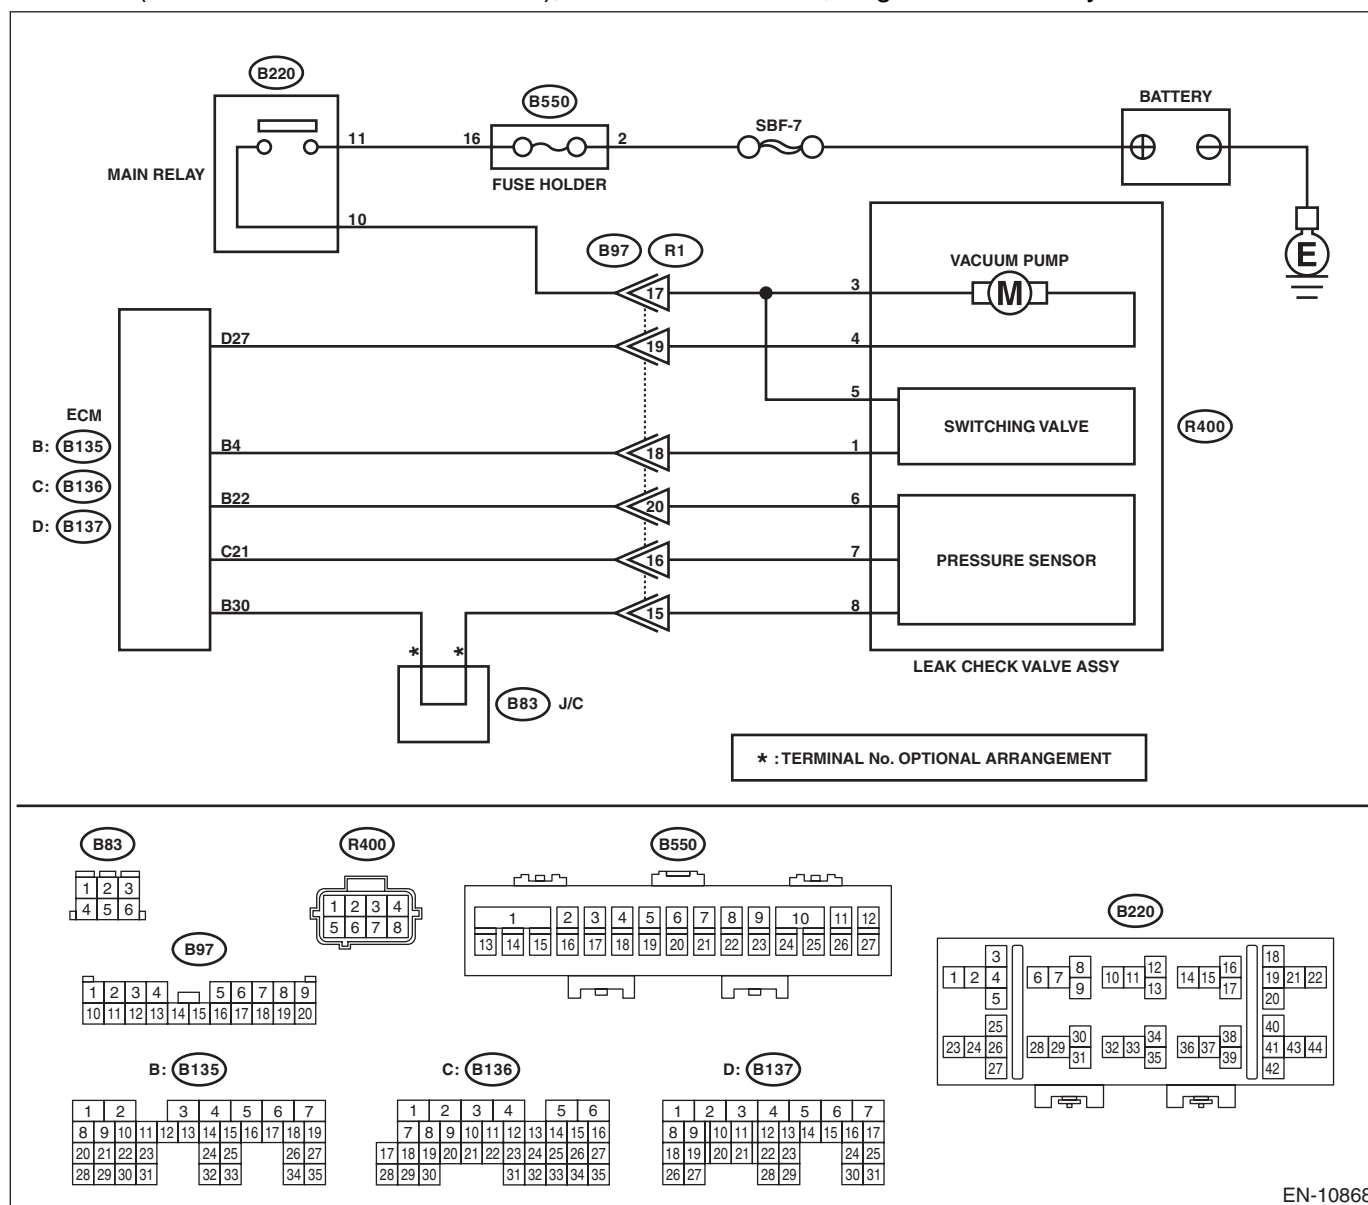 B220
B550
BATTERY
SBF-7
11 16 2
MAIN RELAY
FUSE HOLDER
10
B97 R1
VACUUM PUMP
E
17 3 M
D27 19 4
5
ECM
SWITCHING VALVE
R400
B: B135
B4 18 1
C: B136
B22 20 6
D: B137
C21 16 7
PRESSURE SENSOR
B30 15 8
* *
LEAK CHECK VALVE ASSY
B83 J/C
* : TERMINAL No. OPTIONAL ARRANGEMENT
B83
1 2 3
4 5 6
R400
1 2 3 4
5 6 7 8
B550
1 2 3 4 5 6 7 8 9 10 11 12
13 14 15 16 17 18 19 20 21 22 23 24 25 26 27
B220
3 8 12 16 18
1 2 4 6 7 9 10 11 13 14 15 17 19 21 22
5 20
25 30 34 38 40
23 24 26 28 29 31 32 33 35 36 37 39 41 43 44
27 42
B97
1 2 3 4 5 6 7 8 9
10 11 12 13 14 15 16 17 18 19 20
B: B135
1 2 3 4 5 6 7
8 9 10 11 12 13 14 15 16 17 18 19
20 21 22 23 24 25 26 27
28 29 30 31 32 33 34 35
C: B136
1 2 3 4 5 6
7 8 9 10 11 12 13 14 15 16
17 18 19 20 21 22 23 24 25 26 27
28 29 30 31 32 33 34 35
D: B137
1 2 3 4 5 6 7
8 9 10 11 12 13 14 15 16 17
18 19 20 21 22 23 24 25
26 27 28 29 30 31
EN-10868